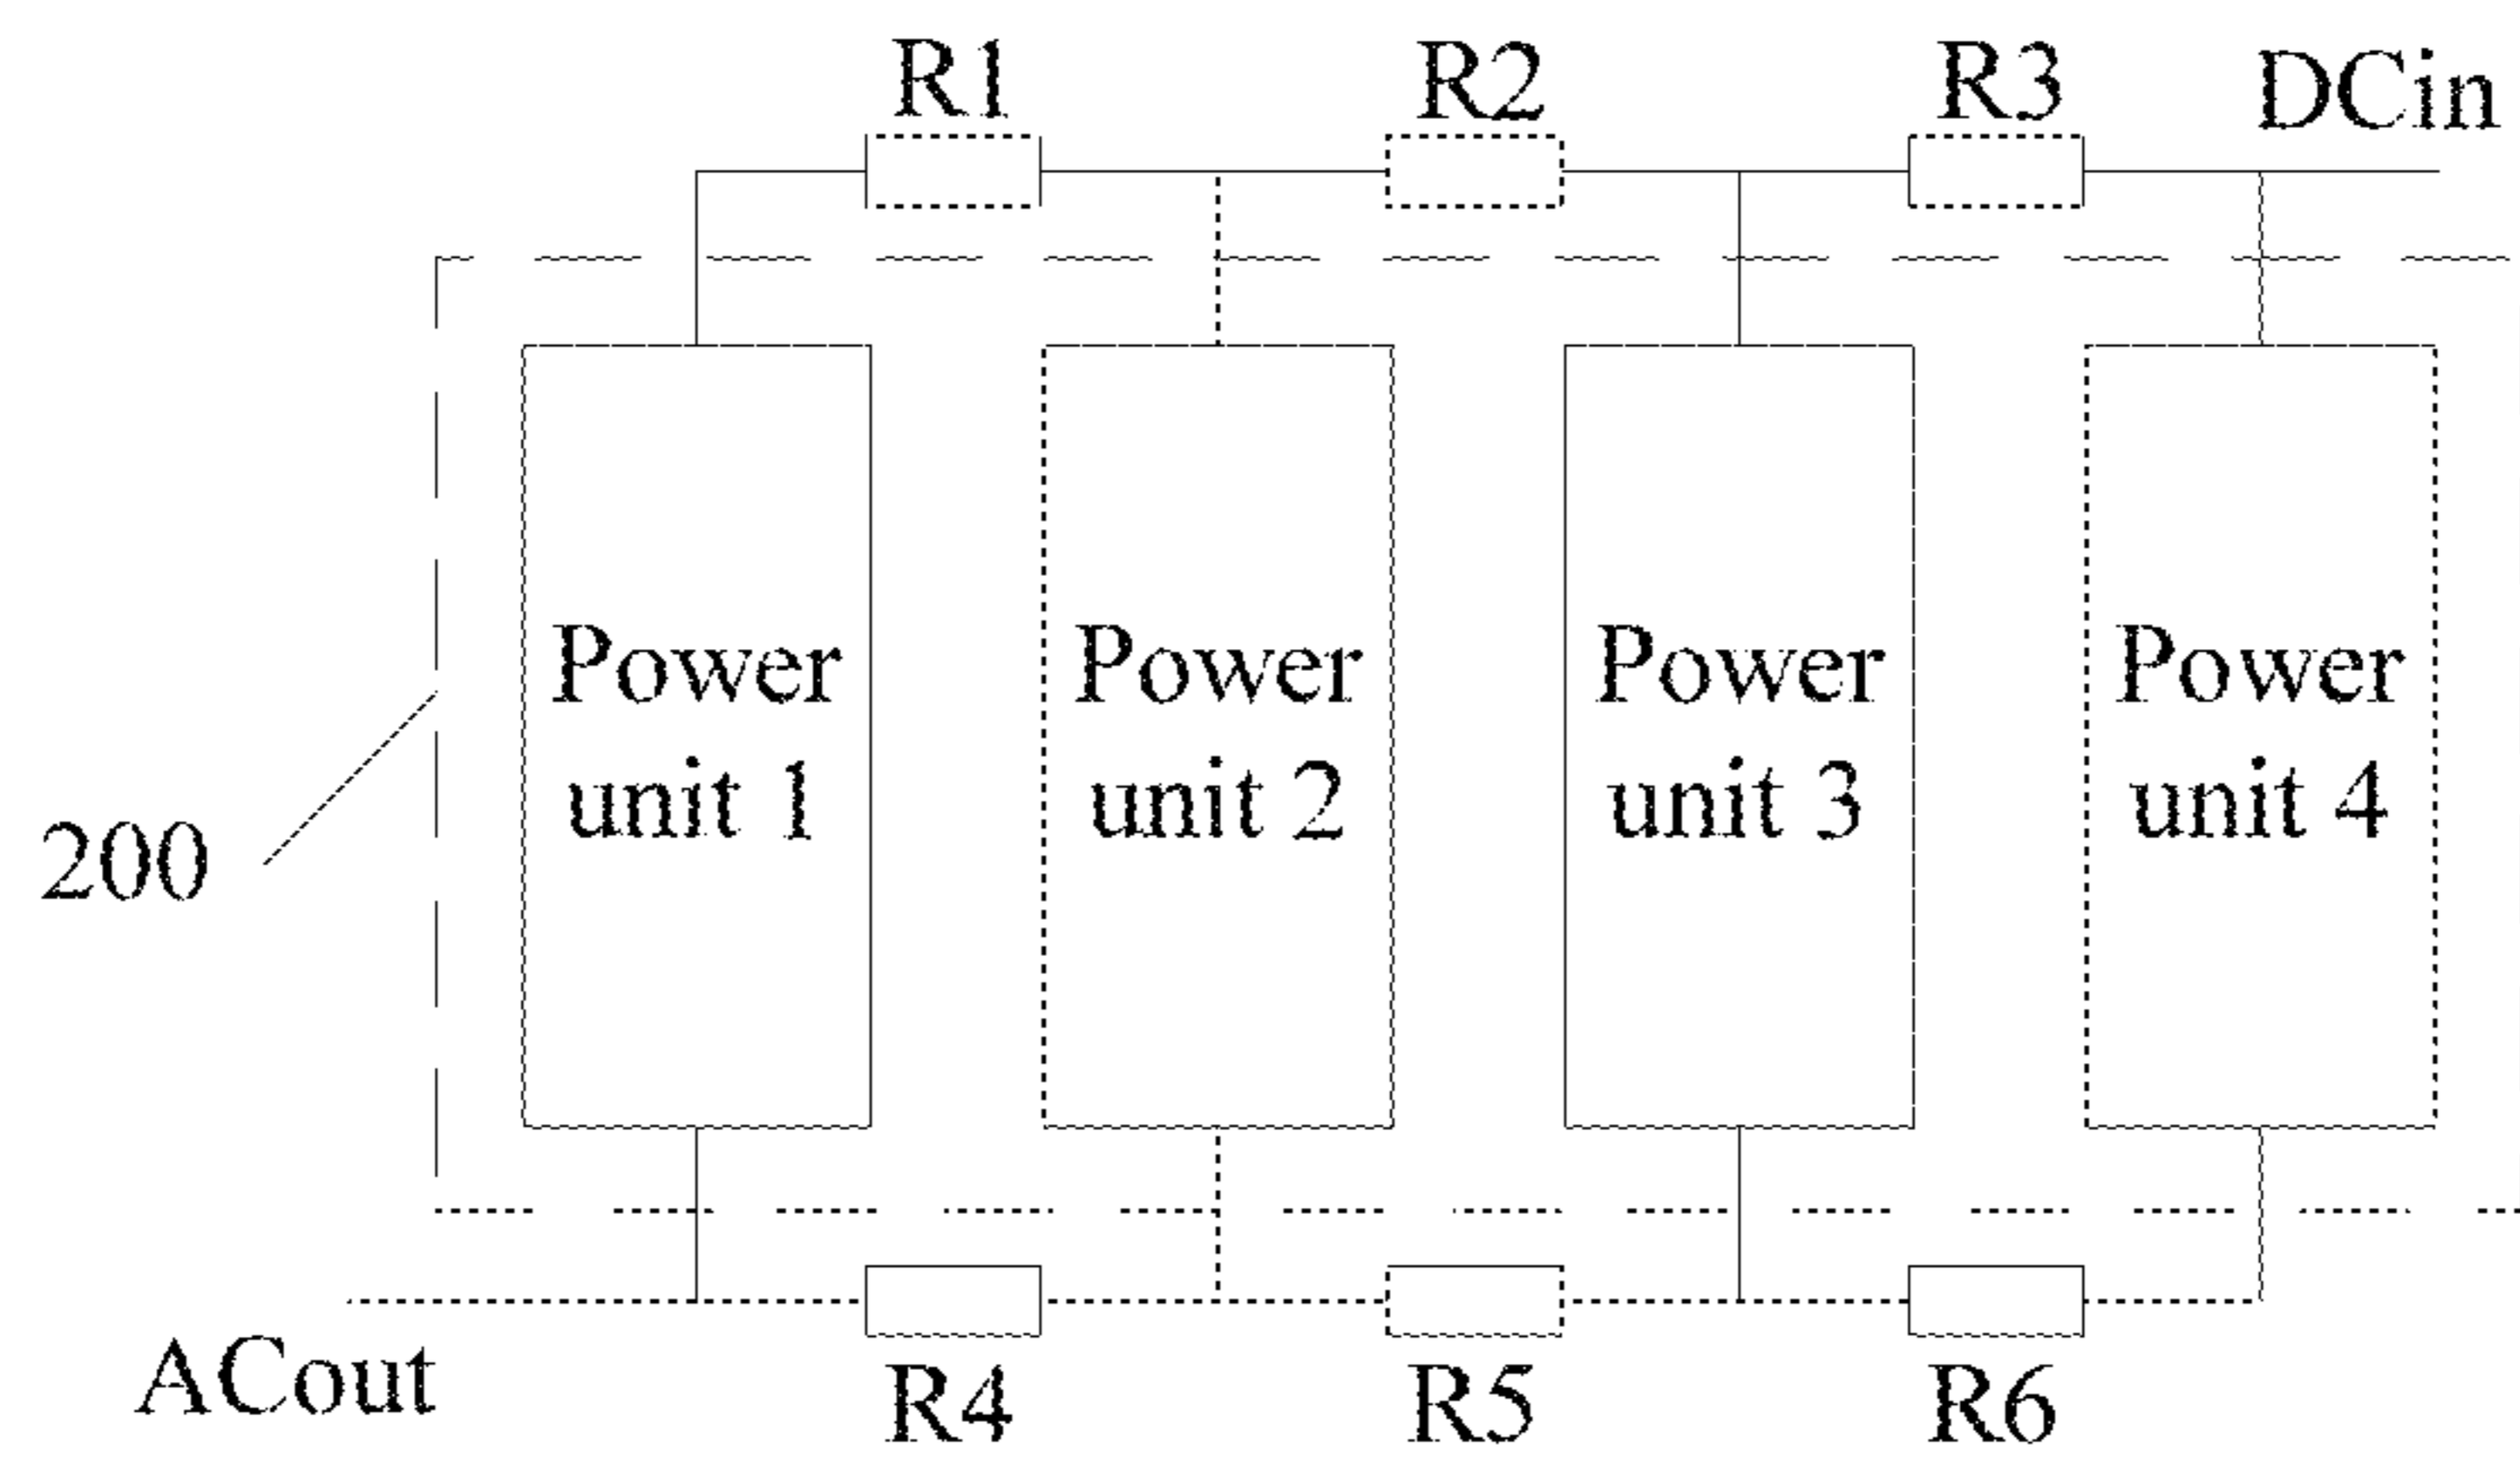 R1
R2
R3
DCin
Power
unit 1
Power
unit 2
Power
unit 3
Power
unit 4
200
ACout
R4
R5
R6